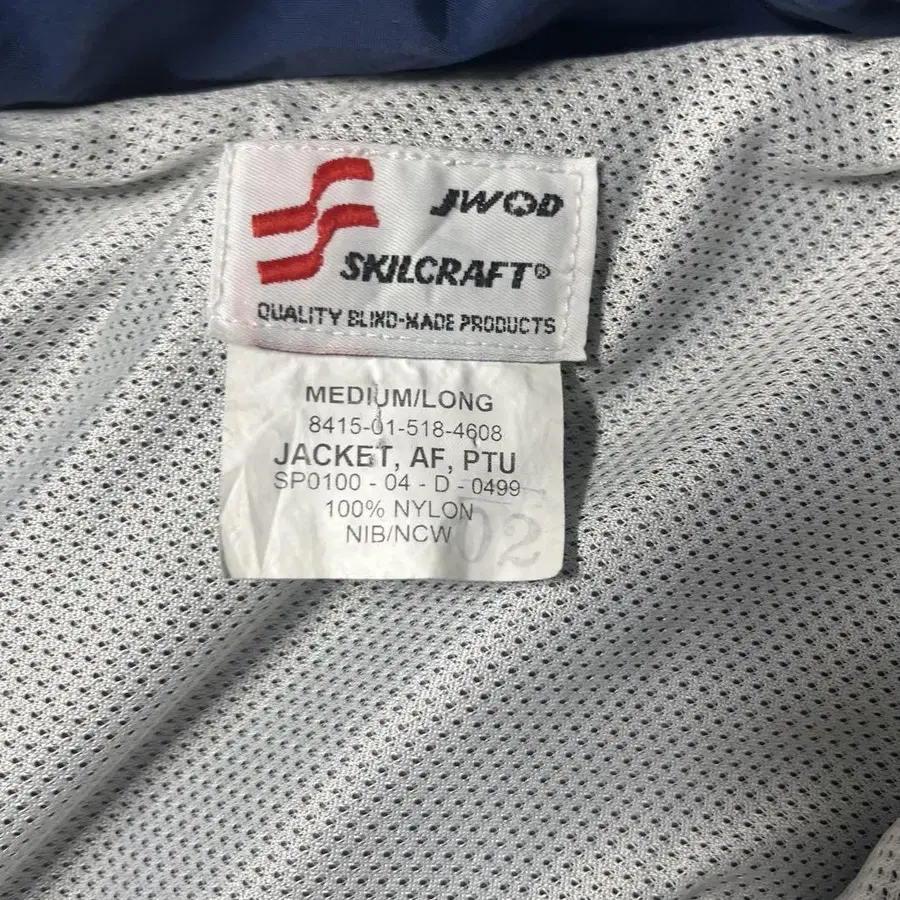 JWOD
SKILCRAFT®
QUALITY BLIND-MADE PRODUCTS
MEDIUM/LONG
8415-01-518-4608
JACKET, AF, PTU
SP0100 - 04 - D - 0499
100% NYLON
NIB/NCW
02